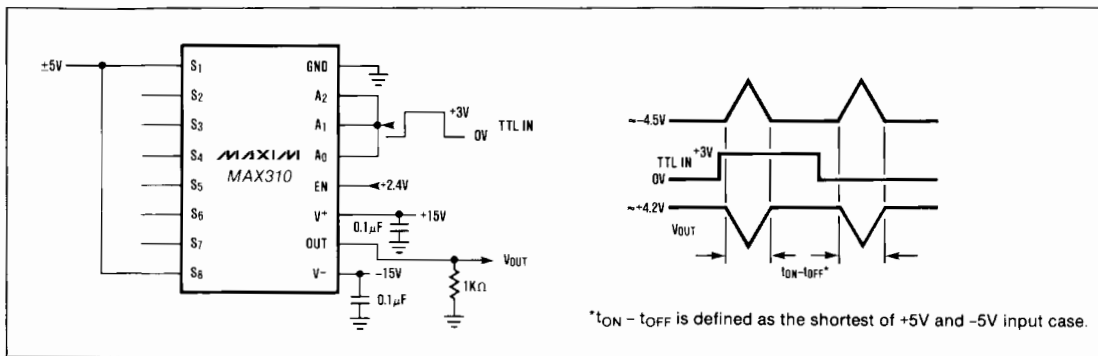 ±5V
S1
S2
S3
S4
S5
S6
S7
S8
MAXIM
MAX310
GND
A2
A1
A0
EN
V+
OUT
V−
+3V
0V
TTL IN
+2.4V
+15V
0.1µF
VOUT
−15V
0.1µF
1KΩ
≈−4.5V
TTL IN
+3V
0V
≈+4.2V
VOUT
tON−tOFF*
*tON − tOFF is defined as the shortest of +5V and −5V input case.